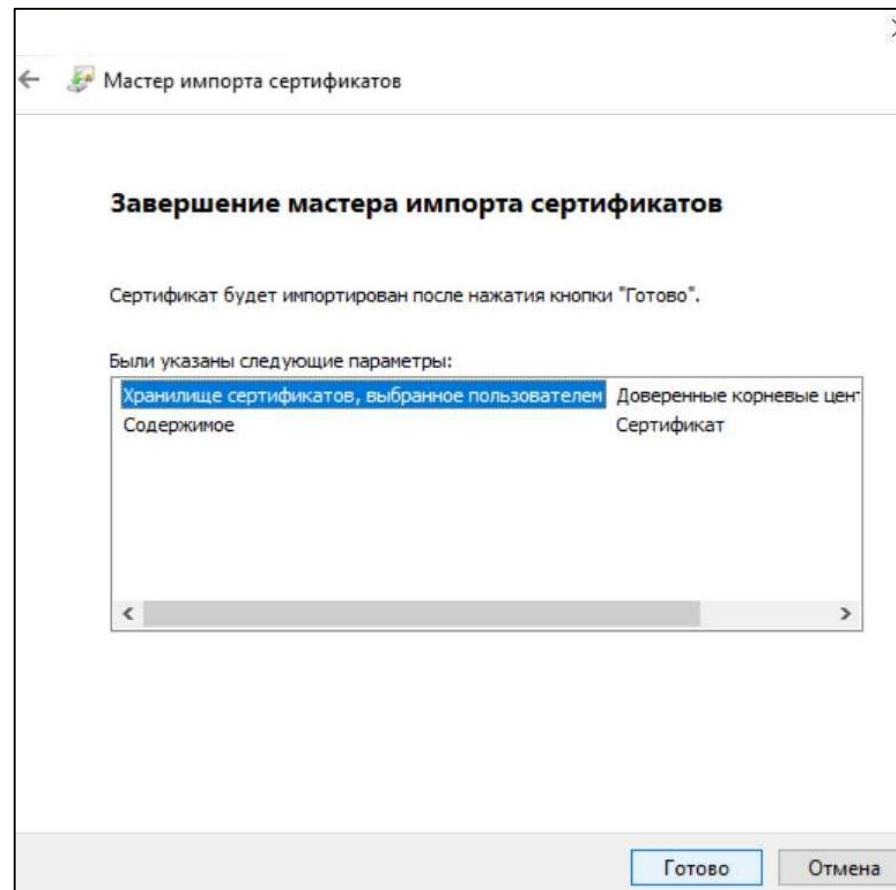 Мастер импорта сертификатов
Завершение мастера импорта сертификатов
Сертификат будет импортирован после нажатия кнопки "Готово".
Были указаны следующие параметры:
Хранилище сертификатов, выбранное пользователем Доверенные корневые цент
Содержимое Сертификат
Готово Отмена